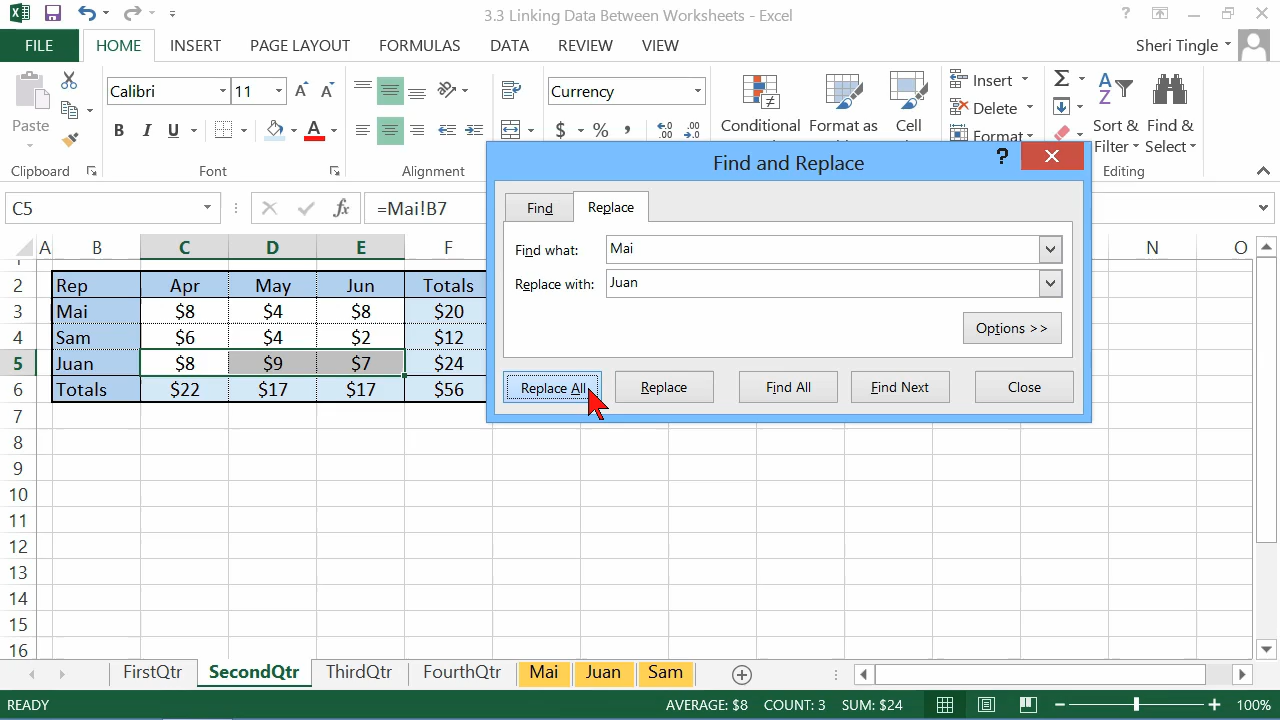 3.3 Linking Data Between Worksheets - Excel
FILE HOME INSERT PAGE LAYOUT FORMULAS DATA REVIEW VIEW Sheri Tingle
Paste
Calibri 11
B I U A
Currency
$ % ,
Conditional
Format as
Cell
Insert
Delete
Format
Sort &
Filter
Find &
Select
Clipboard Font Alignment Editing
C5 fx =Mai!B7
Find and Replace
Find Replace
Find what: Mai
Replace with: Juan
Options >>
Replace All Replace Find All Find Next Close
A B C D E F N O
2 Rep Apr May Jun Totals
3 Mai $8 $4 $8 $20
4 Sam $6 $4 $2 $12
5 Juan $8 $9 $7 $24
6 Totals $22 $17 $17 $56
7
8
9
10
11
12
13
14
15
16
FirstQtr SecondQtr ThirdQtr FourthQtr Mai Juan Sam
READY AVERAGE: $8 COUNT: 3 SUM: $24 100%